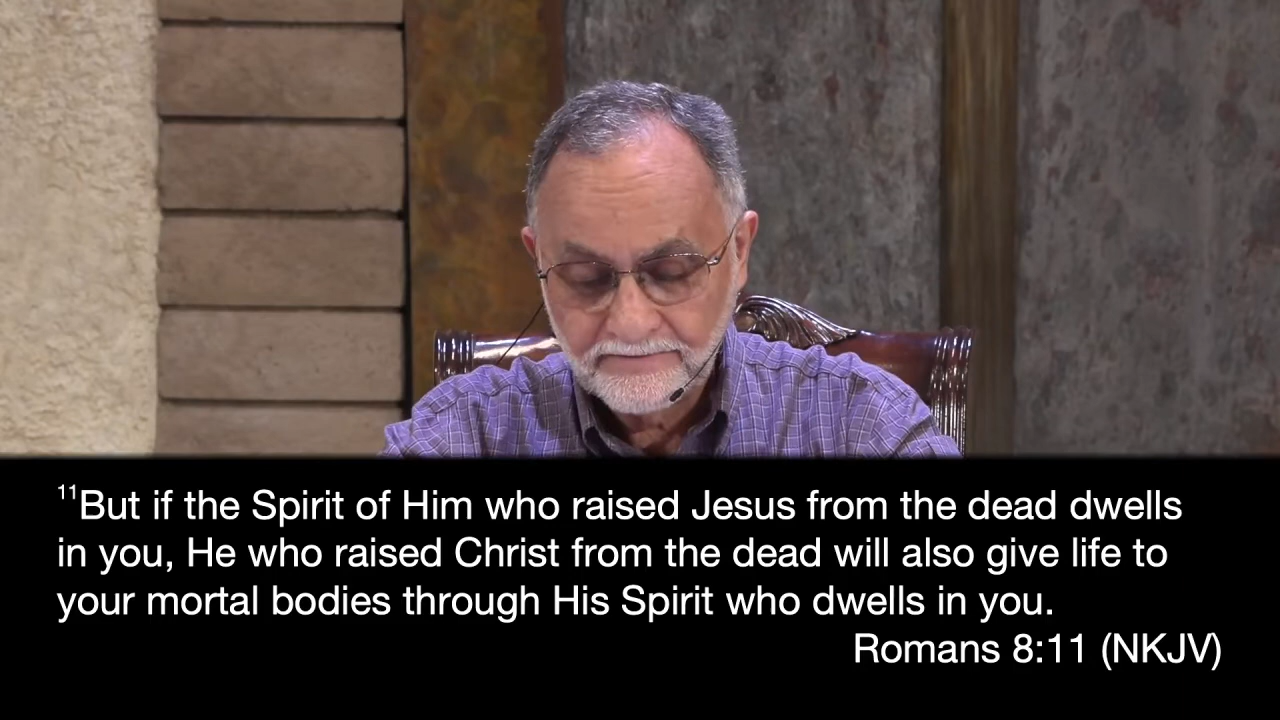 11But if the Spirit of Him who raised Jesus from the dead dwells
in you, He who raised Christ from the dead will also give life to
your mortal bodies through His Spirit who dwells in you.
Romans 8:11 (NKJV)